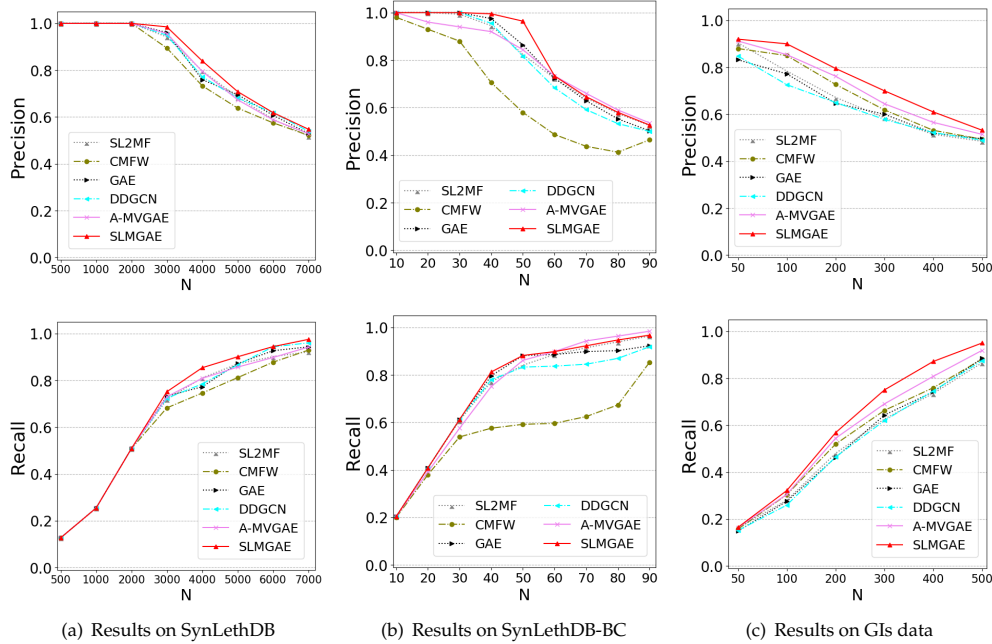 1.0
0.8
0.6
0.4
0.2
0.0
Precision
SL2MF
CMFW
GAE
DDGCN
A-MVGAE
SLMGAE
500 1000 2000 3000 4000 5000 6000 7000
N
1.0
0.8
0.6
0.4
0.2
0.0
Precision
SL2MF DDGCN
CMFW A-MVGAE
GAE SLMGAE
10 20 30 40 50 60 70 80 90
N
1.0
0.8
0.6
0.4
0.2
0.0
Precision
SL2MF
CMFW
GAE
DDGCN
A-MVGAE
SLMGAE
50 100 200 300 400 500
N
1.0
0.8
0.6
0.4
0.2
0.0
Recall
SL2MF
CMFW
GAE
DDGCN
A-MVGAE
SLMGAE
500 1000 2000 3000 4000 5000 6000 7000
N
1.0
0.8
0.6
0.4
0.2
0.0
Recall
SL2MF DDGCN
CMFW A-MVGAE
GAE SLMGAE
10 20 30 40 50 60 70 80 90
N
1.0
0.8
0.6
0.4
0.2
0.0
Recall
SL2MF
CMFW
GAE
DDGCN
A-MVGAE
SLMGAE
50 100 200 300 400 500
N
(a) Results on SynLethDB
(b) Results on SynLethDB-BC
(c) Results on GIs data